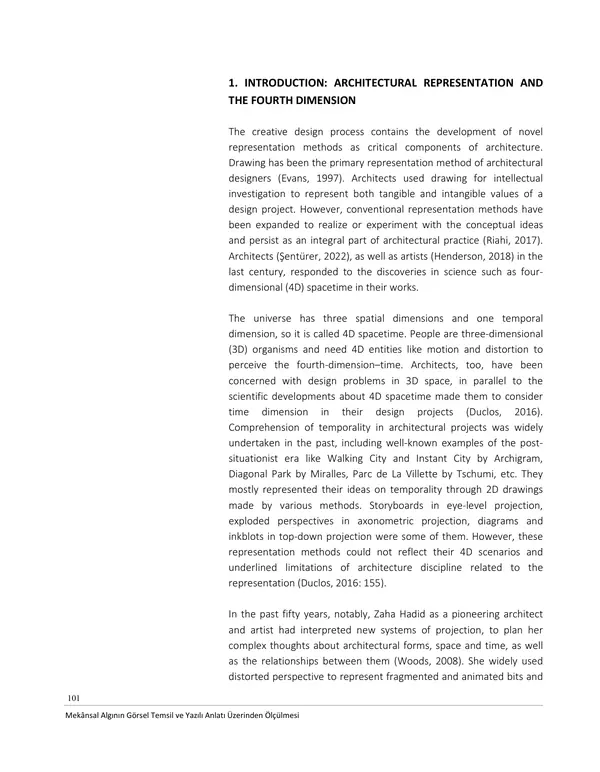 1. INTRODUCTION: ARCHITECTURAL REPRESENTATION AND
THE FOURTH DIMENSION
The creative design process contains the development of novel
representation methods as critical components of architecture.
Drawing has been the primary representation method of architectural
designers (Evans, 1997). Architects used drawing for intellectual
investigation to represent both tangible and intangible values of a
design project. However, conventional representation methods have
been expanded to realize or experiment with the conceptual ideas
and persist as an integral part of architectural practice (Riahi, 2017).
Architects (Şentürer, 2022), as well as artists (Henderson, 2018) in the
last century, responded to the discoveries in science such as four-
dimensional (4D) spacetime in their works.
The universe has three spatial dimensions and one temporal
dimension, so it is called 4D spacetime. People are three-dimensional
(3D) organisms and need 4D entities like motion and distortion to
perceive the fourth-dimension–time. Architects, too, have been
concerned with design problems in 3D space, in parallel to the
scientific developments about 4D spacetime made them to consider
time dimension in their design projects (Duclos, 2016).
Comprehension of temporality in architectural projects was widely
undertaken in the past, including well-known examples of the post-
situationist era like Walking City and Instant City by Archigram,
Diagonal Park by Miralles, Parc de La Villette by Tschumi, etc. They
mostly represented their ideas on temporality through 2D drawings
made by various methods. Storyboards in eye-level projection,
exploded perspectives in axonometric projection, diagrams and
inkblots in top-down projection were some of them. However, these
representation methods could not reflect their 4D scenarios and
underlined limitations of architecture discipline related to the
representation (Duclos, 2016: 155).
In the past fifty years, notably, Zaha Hadid as a pioneering architect
and artist had interpreted new systems of projection, to plan her
complex thoughts about architectural forms, space and time, as well
as the relationships between them (Woods, 2008). She widely used
distorted perspective to represent fragmented and animated bits and
101
Mekânsal Algının Görsel Temsil ve Yazılı Anlatı Üzerinden Ölçülmesi